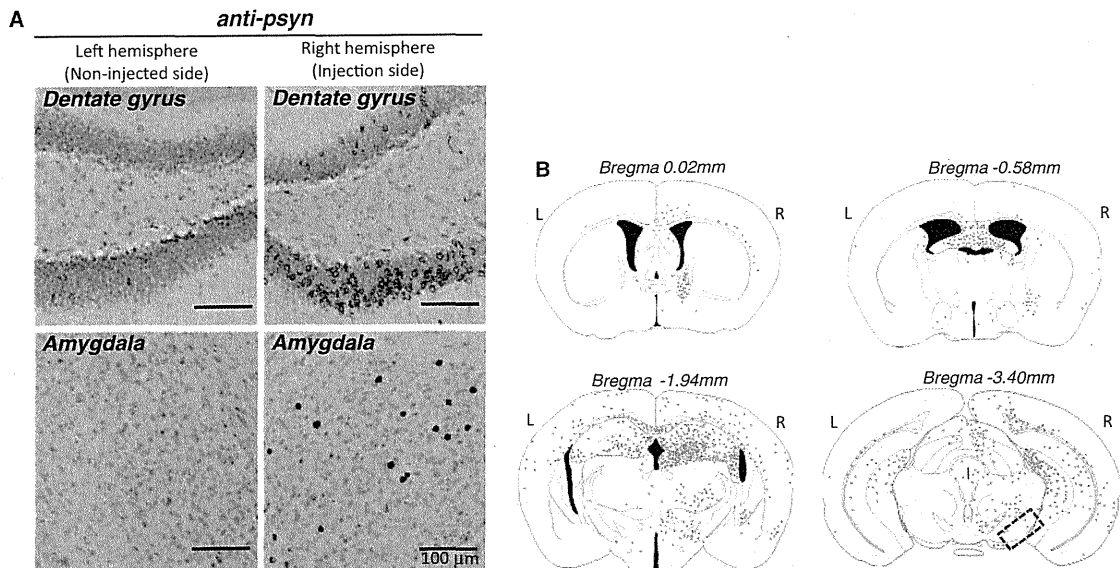 A
anti-psyn
Left hemisphere
(Non-injected side)
Right hemisphere
(Injection side)
Dentate gyrus
Dentate gyrus
Amygdala
Amygdala
100 µm
B
Bregma 0.02mm
L
R
Bregma -0.58mm
L
R
Bregma -1.94mm
L
R
Bregma -3.40mm
L
R